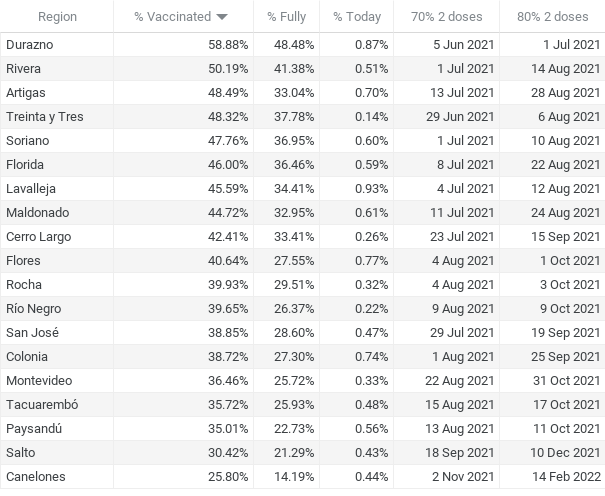 Region % Vaccinated % Fully % Today 70% 2 doses 80% 2 doses
Durazno 58.88% 48.48% 0.87% 5 Jun 2021 1 Jul 2021
Rivera 50.19% 41.38% 0.51% 1 Jul 2021 14 Aug 2021
Artigas 48.49% 33.04% 0.70% 13 Jul 2021 28 Aug 2021
Treinta y Tres 48.32% 37.78% 0.14% 29 Jun 2021 6 Aug 2021
Soriano 47.76% 36.95% 0.60% 1 Jul 2021 10 Aug 2021
Florida 46.00% 36.46% 0.59% 8 Jul 2021 22 Aug 2021
Lavalleja 45.59% 34.41% 0.93% 4 Jul 2021 12 Aug 2021
Maldonado 44.72% 32.95% 0.61% 11 Jul 2021 24 Aug 2021
Cerro Largo 42.41% 33.41% 0.26% 23 Jul 2021 15 Sep 2021
Flores 40.64% 27.55% 0.77% 4 Aug 2021 1 Oct 2021
Rocha 39.93% 29.51% 0.32% 4 Aug 2021 3 Oct 2021
Río Negro 39.65% 26.37% 0.22% 9 Aug 2021 9 Oct 2021
San José 38.85% 28.60% 0.47% 29 Jul 2021 19 Sep 2021
Colonia 38.72% 27.30% 0.74% 1 Aug 2021 25 Sep 2021
Montevideo 36.46% 25.72% 0.33% 22 Aug 2021 31 Oct 2021
Tacuarembó 35.72% 25.93% 0.48% 15 Aug 2021 17 Oct 2021
Paysandú 35.01% 22.73% 0.56% 13 Aug 2021 11 Oct 2021
Salto 30.42% 21.29% 0.43% 18 Sep 2021 10 Dec 2021
Canelones 25.80% 14.19% 0.44% 2 Nov 2021 14 Feb 2022